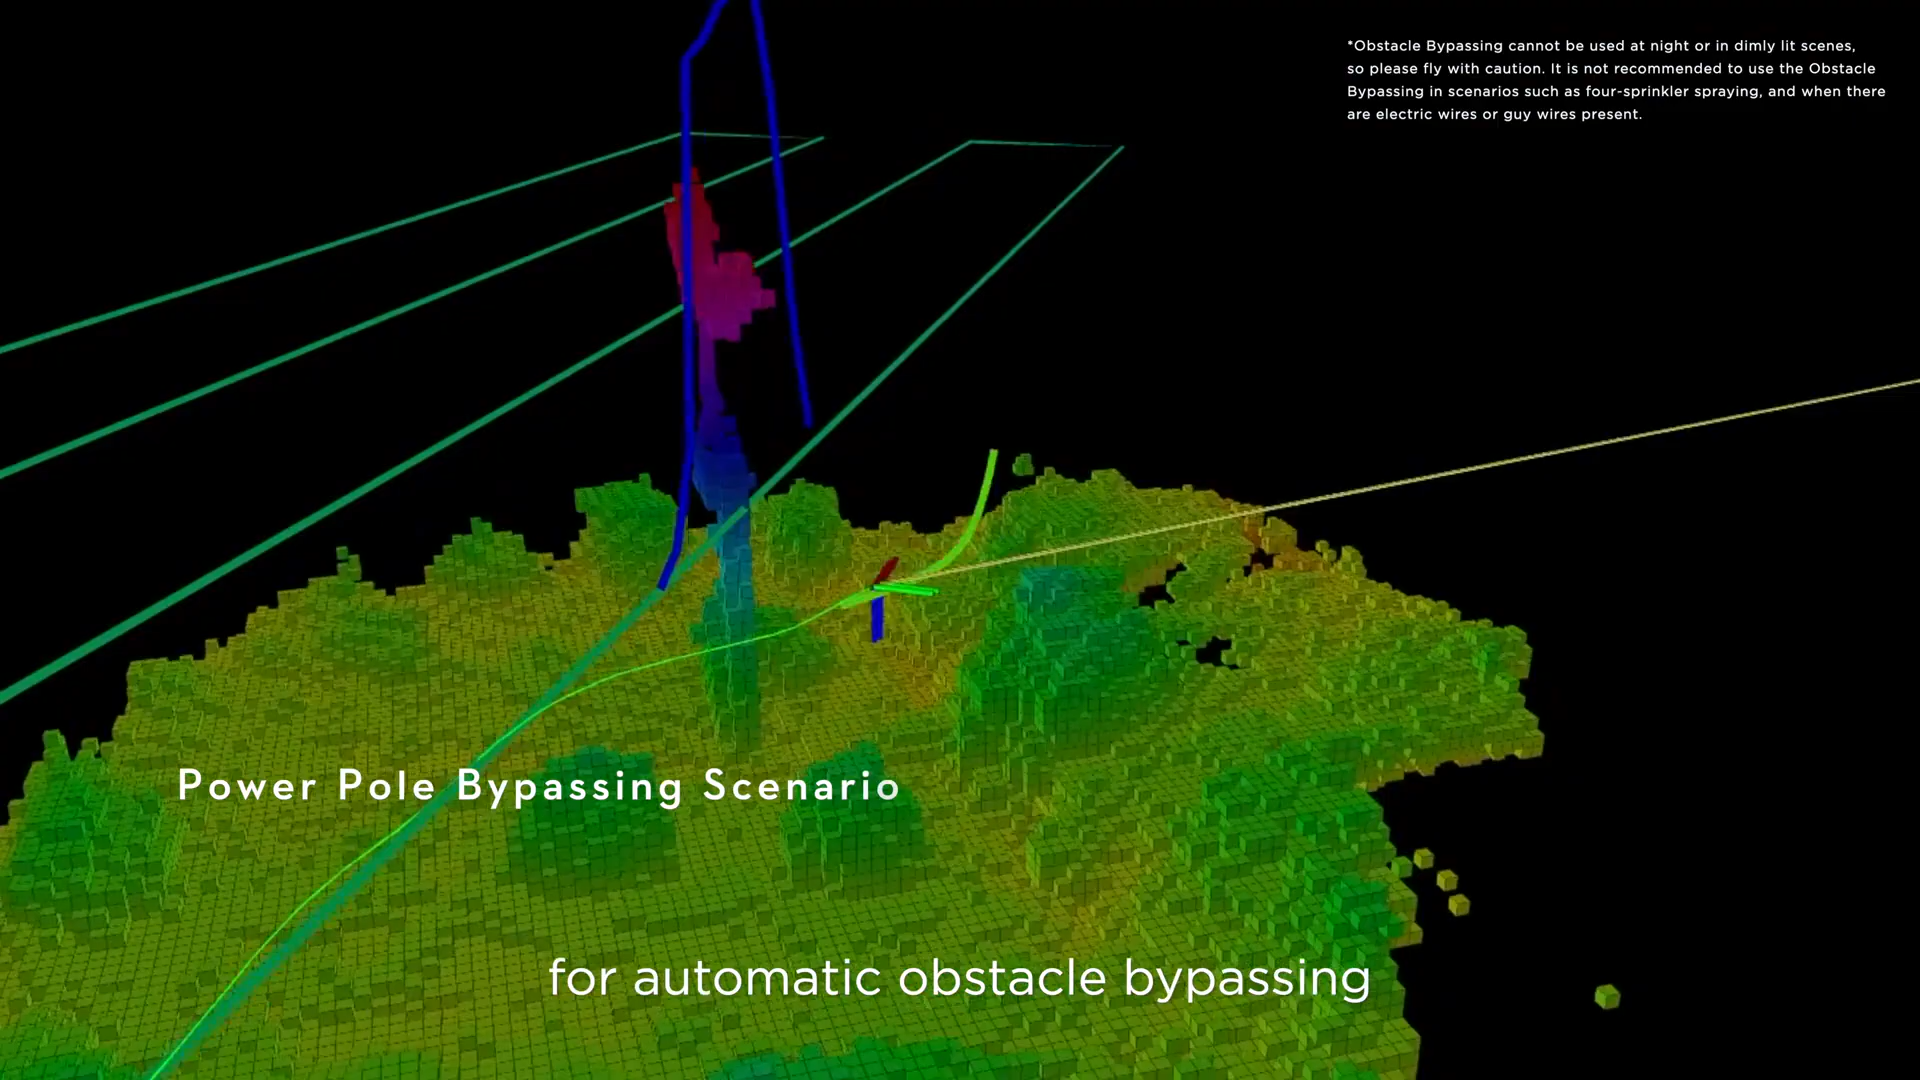 *Obstacle Bypassing cannot be used at night or in dimly lit scenes,
so please fly with caution. It is not recommended to use the Obstacle
Bypassing in scenarios such as four-sprinkler spraying, and when there
are electric wires or guy wires present.
Power Pole Bypassing Scenario
for automatic obstacle bypassing